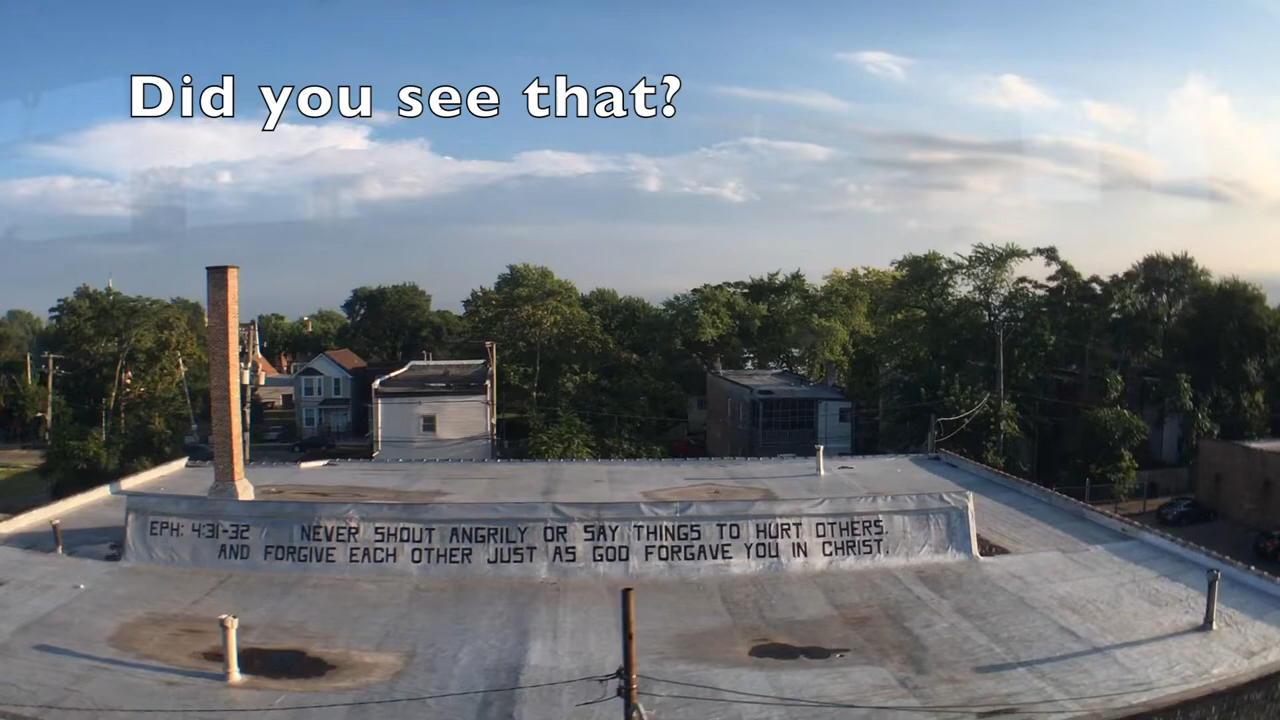 Did you see that?
EPH: 4:31-32 NEVER SHOUT ANGRILY OR SAY THINGS TO HURT OTHERS.
AND FORGIVE EACH OTHER JUST AS GOD FORGAVE YOU IN CHRIST.